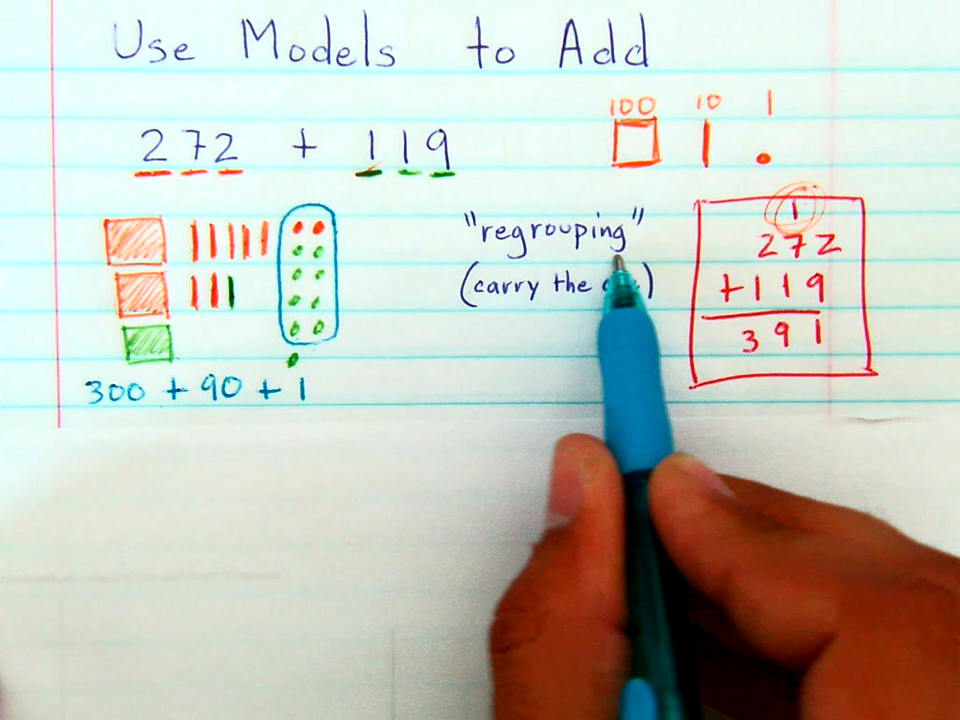 Use Models to Add
100 10 1
272 + 119
"regrouping"
(carry the
)
300 + 90 + 1
1
272
+119
391